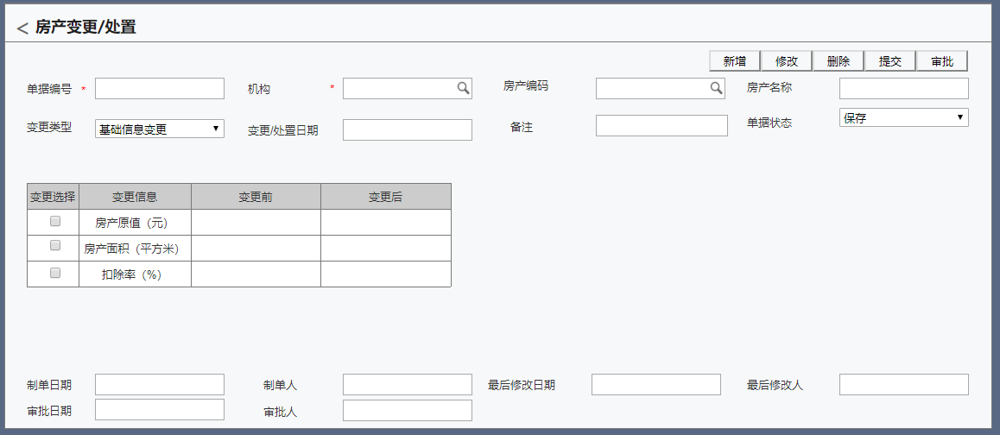 < 房产变更/处置
新增 修改 删除 提交 审批
单据编号 * 机构 * 房产编码 房产名称
变更类型 基础信息变更 变更/处置日期 备注 单据状态 保存
变更选择 变更信息 变更前 变更后
房产原值（元）
房产面积（平方米）
扣除率（%）
制单日期 制单人 最后修改日期 最后修改人
审批日期 审批人